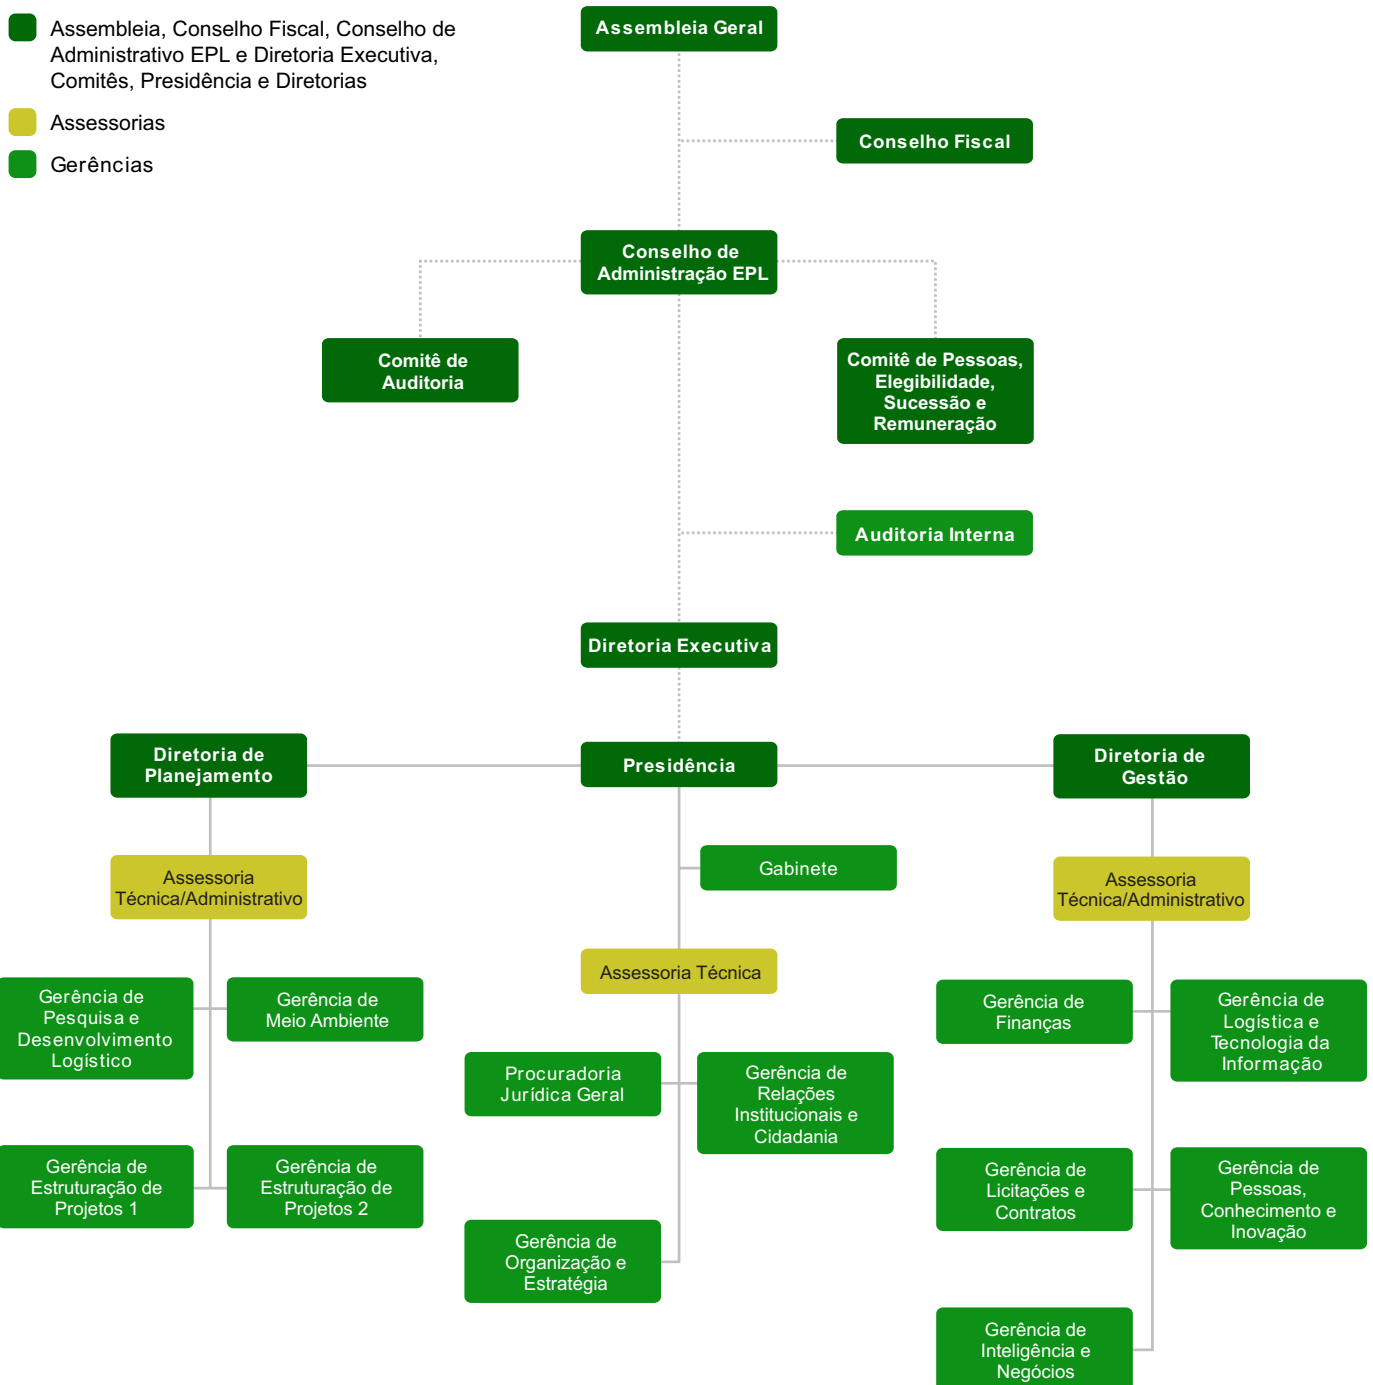 Assembleia, Conselho Fiscal, Conselho de
Administrativo EPL e Diretoria Executiva,
Comitês, Presidência e Diretorias
Assessorias
Gerências
Assembleia Geral
Conselho Fiscal
Conselho de
Administração EPL
Comitê de
Auditoria
Comitê de Pessoas,
Elegibilidade,
Sucessão e
Remuneração
Auditoria Interna
Diretoria Executiva
Diretoria de
Planejamento
Presidência
Diretoria de
Gestão
Assessoria
Técnica/Administrativo
Gabinete
Assessoria
Técnica/Administrativo
Assessoria Técnica
Gerência de
Pesquisa e
Desenvolvimento
Logístico
Gerência de
Meio Ambiente
Gerência de
Finanças
Gerência de
Logística e
Tecnologia da
Informação
Procuradoria
Jurídica Geral
Gerência de
Relações
Institucionais e
Cidadania
Gerência de
Estruturação de
Projetos 1
Gerência de
Estruturação de
Projetos 2
Gerência de
Licitações e
Contratos
Gerência de
Pessoas,
Conhecimento e
Inovação
Gerência de
Organização e
Estratégia
Gerência de
Inteligência e
Negócios